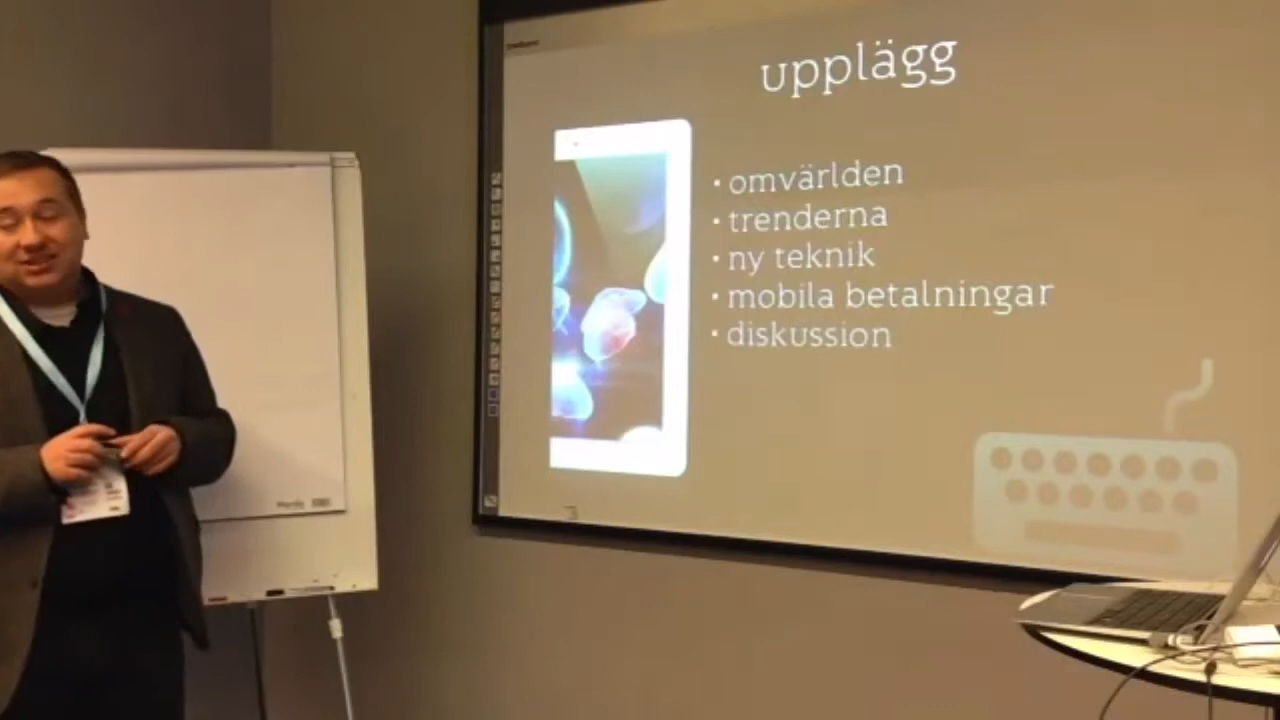 upplägg
• omvärlden
• trenderna
• ny teknik
• mobila betalningar
• diskussion